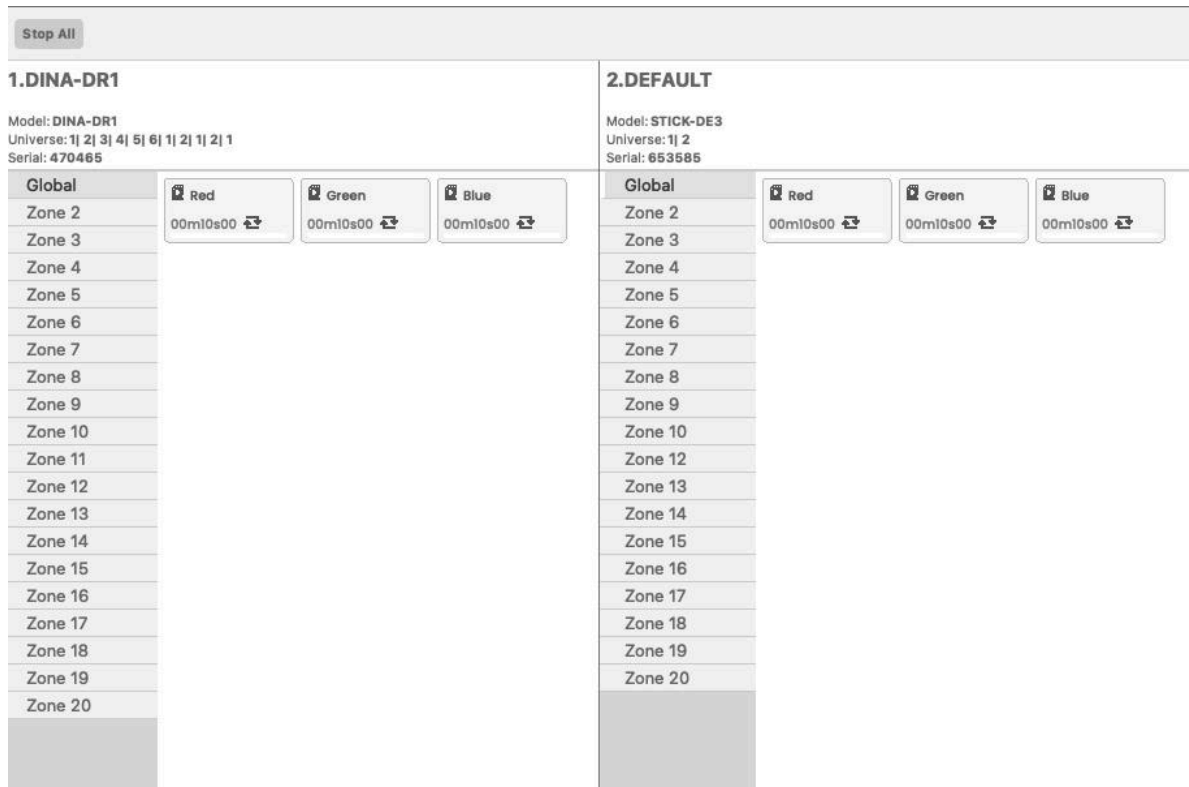 Stop All
1.DINA-DR1
Model: DINA-DR1
Universe: 1| 2| 3| 4| 5| 6| 1| 2| 1| 2| 1
Serial: 470465
Global
Zone 2
Zone 3
Zone 4
Zone 5
Zone 6
Zone 7
Zone 8
Zone 9
Zone 10
Zone 11
Zone 12
Zone 13
Zone 14
Zone 15
Zone 16
Zone 17
Zone 18
Zone 19
Zone 20
Red
00m10s00
Green
00m10s00
Blue
00m10s00
2.DEFAULT
Model: STICK-DE3
Universe: 1| 2
Serial: 653585
Global
Zone 2
Zone 3
Zone 4
Zone 5
Zone 6
Zone 7
Zone 8
Zone 9
Zone 10
Zone 12
Zone 13
Zone 14
Zone 15
Zone 16
Zone 17
Zone 18
Zone 19
Zone 20
Red
00m10s00
Green
00m10s00
Blue
00m10s00